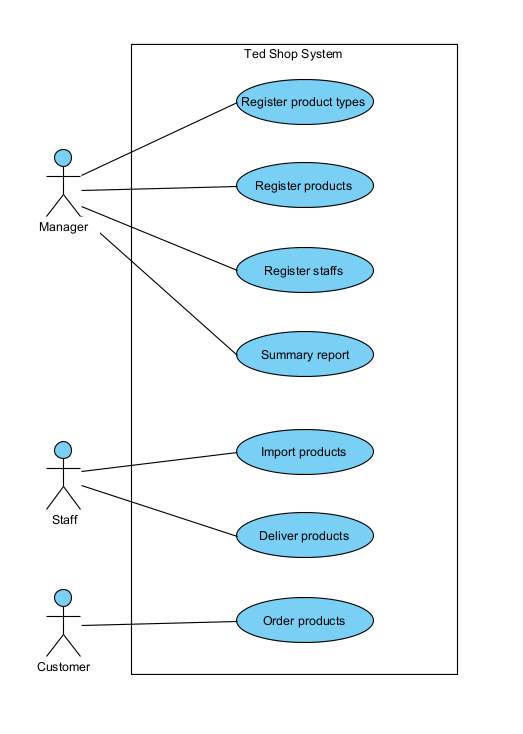 Ted Shop System
Register product types
Register products
Manager
Register staffs
Summary report
Import products
Staff
Deliver products
Order products
Customer